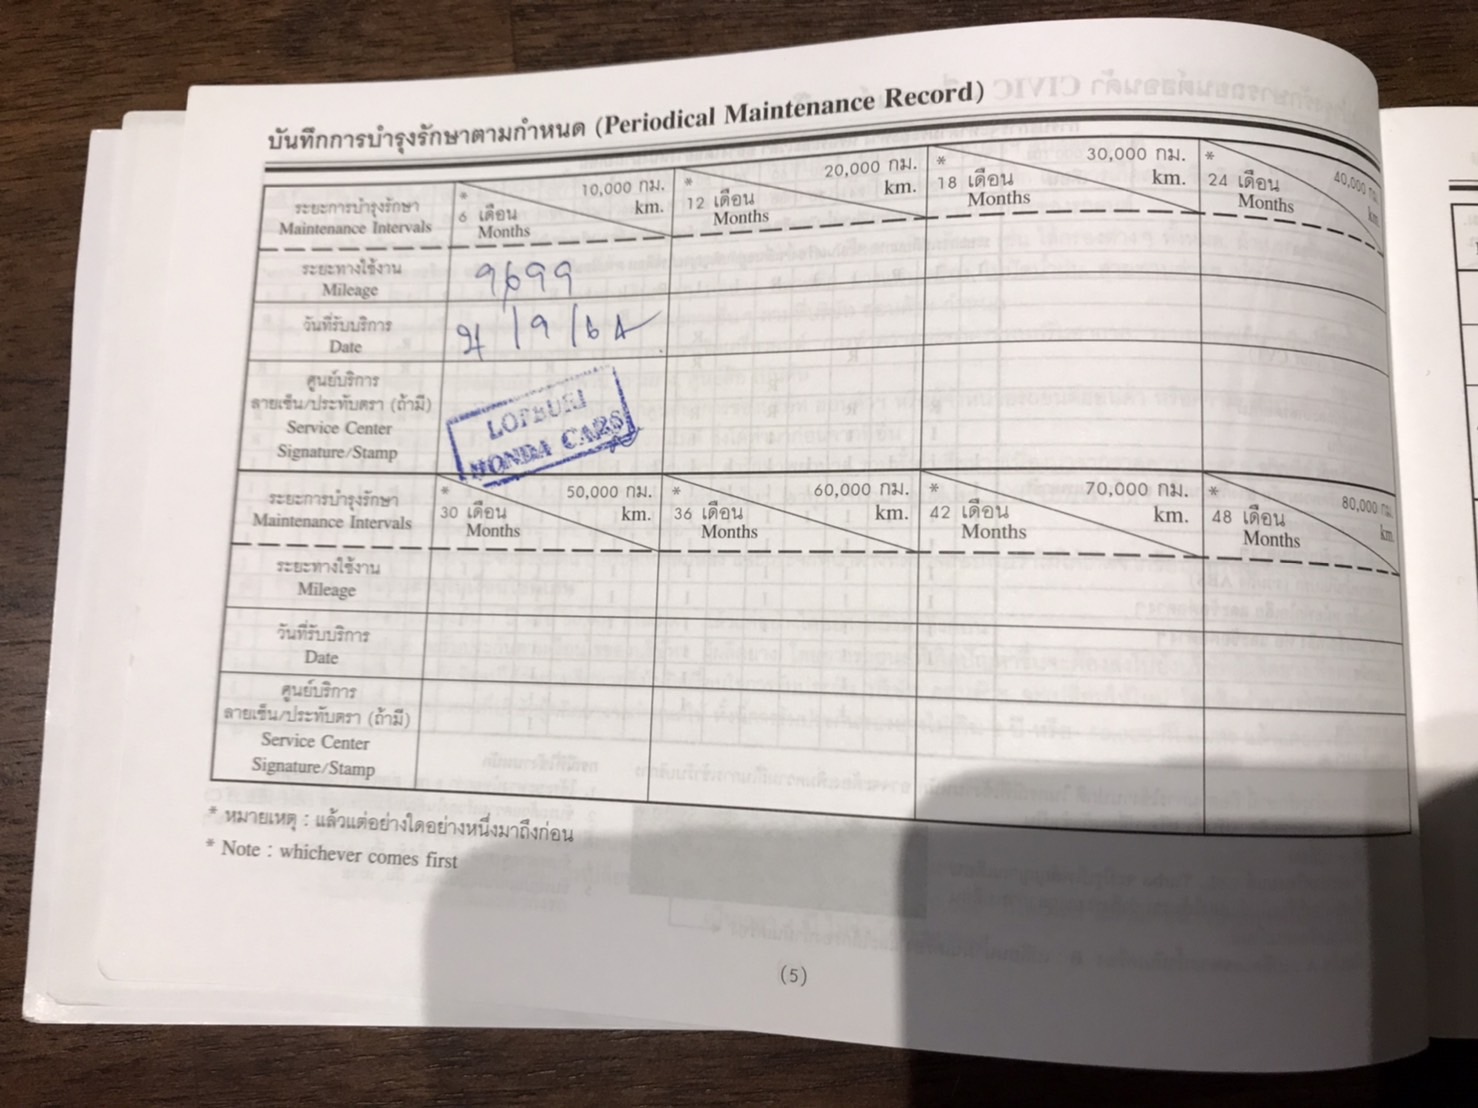 บันทึกการบำรุงรักษาตามกำหนด (Periodical Maintenance Record)
ระยะการบำรุงรักษา
Maintenance Intervals
* 10,000 กม.
km.
6 เดือน
Months
* 20,000 กม.
km.
12 เดือน
Months
* 30,000 กม.
km.
18 เดือน
Months
* 40,000 กม.
km.
24 เดือน
Months
ระยะทางใช้งาน
Mileage
9699
วันที่รับบริการ
Date
/9/64
ศูนย์บริการ
ลายเซ็น/ประทับตรา (ถ้ามี)
Service Center
Signature/Stamp
LOPBURI
HONDA CARS
ระยะการบำรุงรักษา
Maintenance Intervals
* 50,000 กม.
km.
30 เดือน
Months
* 60,000 กม.
km.
36 เดือน
Months
* 70,000 กม.
km.
42 เดือน
Months
* 80,000 กม.
km.
48 เดือน
Months
ระยะทางใช้งาน
Mileage
วันที่รับบริการ
Date
ศูนย์บริการ
ลายเซ็น/ประทับตรา (ถ้ามี)
Service Center
Signature/Stamp
* หมายเหตุ : แล้วแต่อย่างใดอย่างหนึ่งมาถึงก่อน
* Note : whichever comes first
(5)